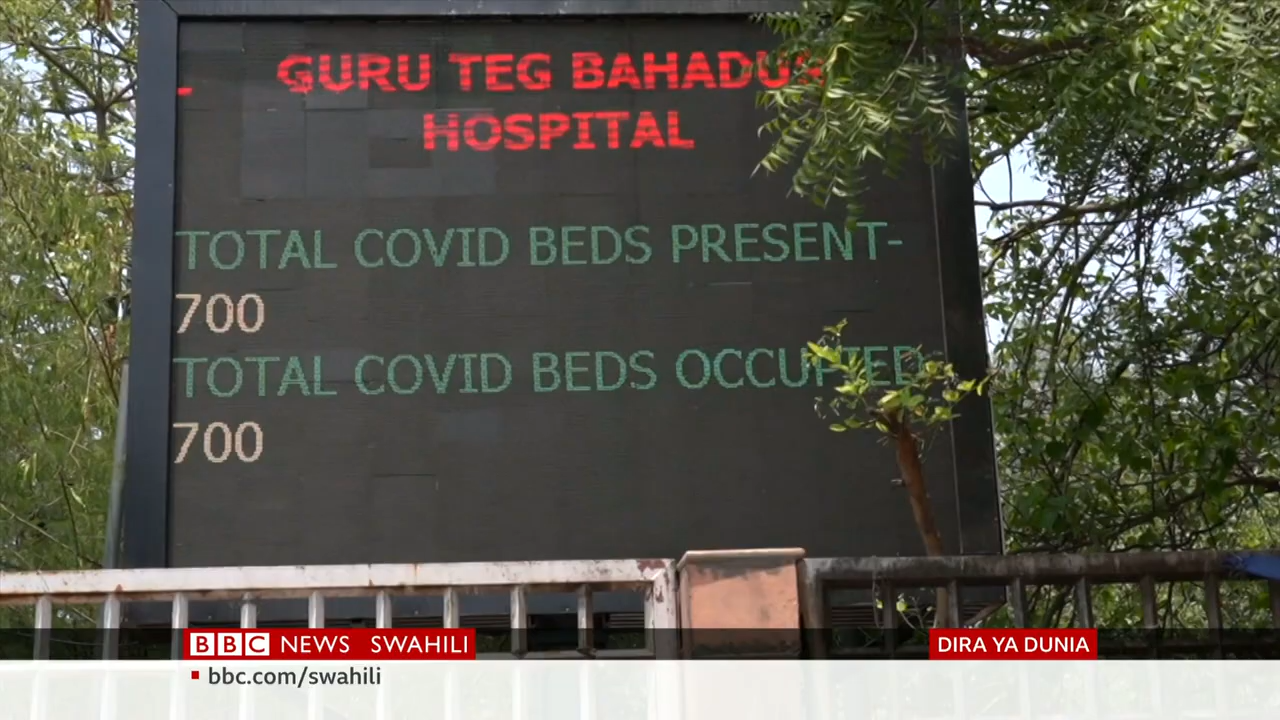 GURU TEG BAHADUR
HOSPITAL
TOTAL COVID BEDS PRESENT-
700
TOTAL COVID BEDS OCCUPIED
700
BBC NEWS SWAHILI
DIRA YA DUNIA
bbc.com/swahili